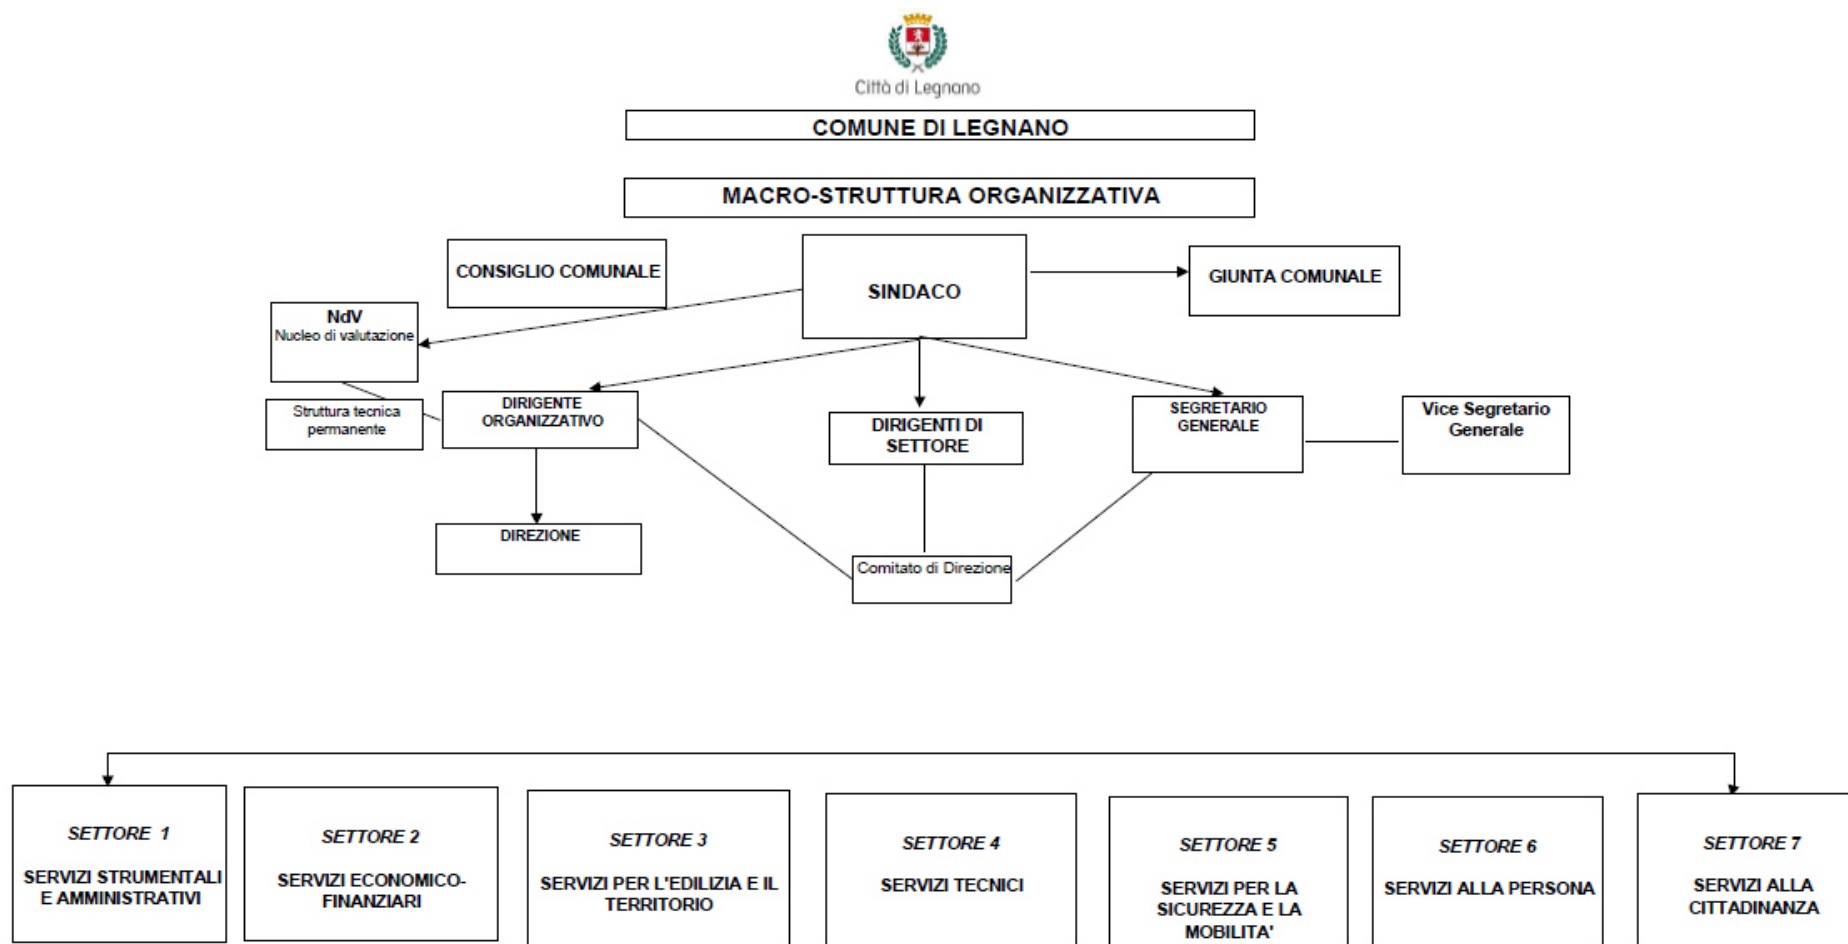 Città di Legnano
COMUNE DI LEGNANO
MACRO-STRUTTURA ORGANIZZATIVA
CONSIGLIO COMUNALE
SINDACO
GIUNTA COMUNALE
NdV
Nucleo di valutazione
Struttura tecnica
permanente
DIRIGENTE
ORGANIZZATIVO
DIRIGENTI DI
SETTORE
SEGRETARIO
GENERALE
Vice Segretario
Generale
DIREZIONE
Comitato di Direzione
SETTORE 1
SERVIZI STRUMENTALI
E AMMINISTRATIVI
SETTORE 2
SERVIZI ECONOMICO-
FINANZIARI
SETTORE 3
SERVIZI PER L'EDILIZIA E IL
TERRITORIO
SETTORE 4
SERVIZI TECNICI
SETTORE 5
SERVIZI PER LA
SICUREZZA E LA
MOBILITA'
SETTORE 6
SERVIZI ALLA PERSONA
SETTORE 7
SERVIZI ALLA
CITTADINANZA